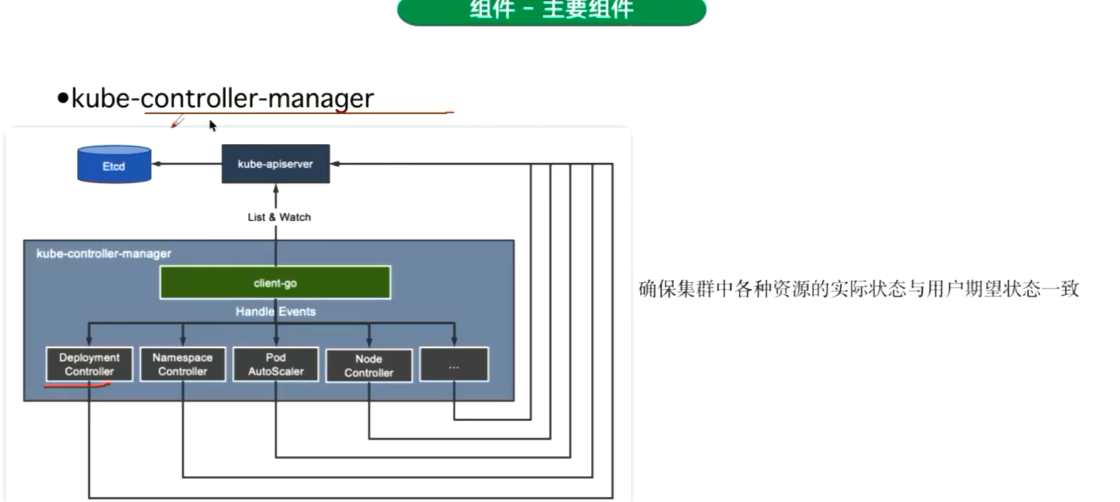 组件 - 主要组件
•kube-controller-manager
Etcd
kube-apiserver
List & Watch
kube-controller-manager
client-go
Handle Events
Deployment
Controller
Namespace
Controller
Pod
AutoScaler
Node
Controller
...
确保集群中各种资源的实际状态与用户期望状态一致